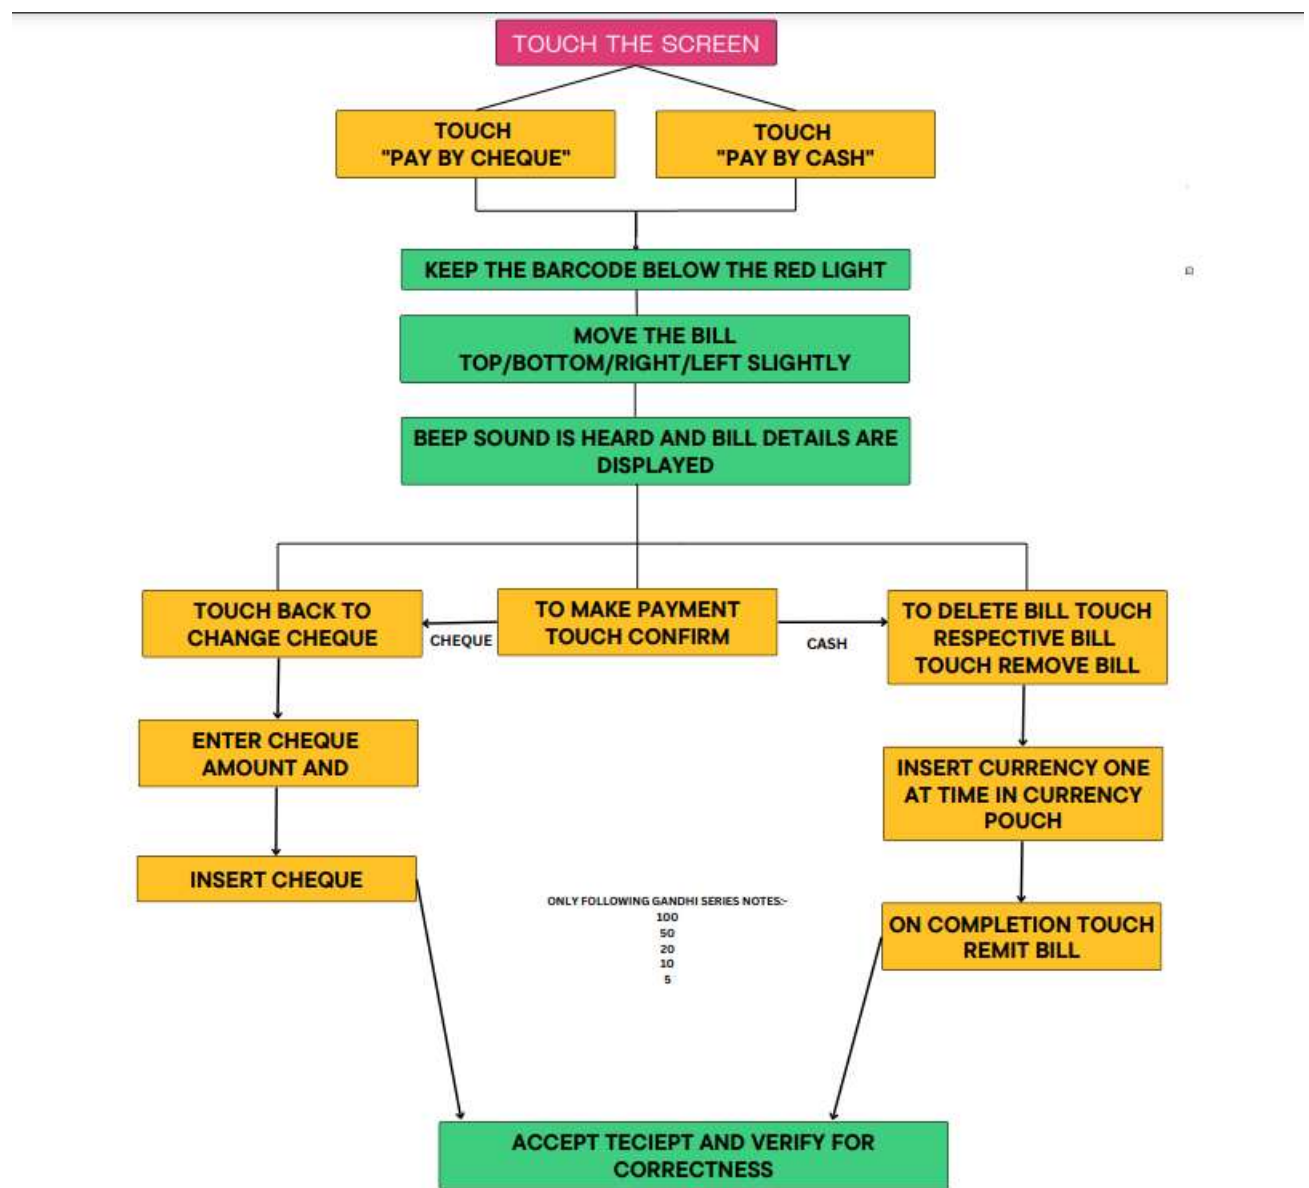 TOUCH THE SCREEN
TOUCH
"PAY BY CHEQUE"
TOUCH
"PAY BY CASH"
KEEP THE BARCODE BELOW THE RED LIGHT
MOVE THE BILL
TOP/BOTTOM/RIGHT/LEFT SLIGHTLY
BEEP SOUND IS HEARD AND BILL DETAILS ARE
DISPLAYED
TOUCH BACK TO
CHANGE CHEQUE
CHEQUE
TO MAKE PAYMENT
TOUCH CONFIRM
CASH
TO DELETE BILL TOUCH
RESPECTIVE BILL
TOUCH REMOVE BILL
ENTER CHEQUE
AMOUNT AND
INSERT CURRENCY ONE
AT TIME IN CURRENCY
POUCH
INSERT CHEQUE
ONLY FOLLOWING GANDHI SERIES NOTES:-
100
50
20
10
5
ON COMPLETION TOUCH
REMIT BILL
ACCEPT TECIEPT AND VERIFY FOR
CORRECTNESS